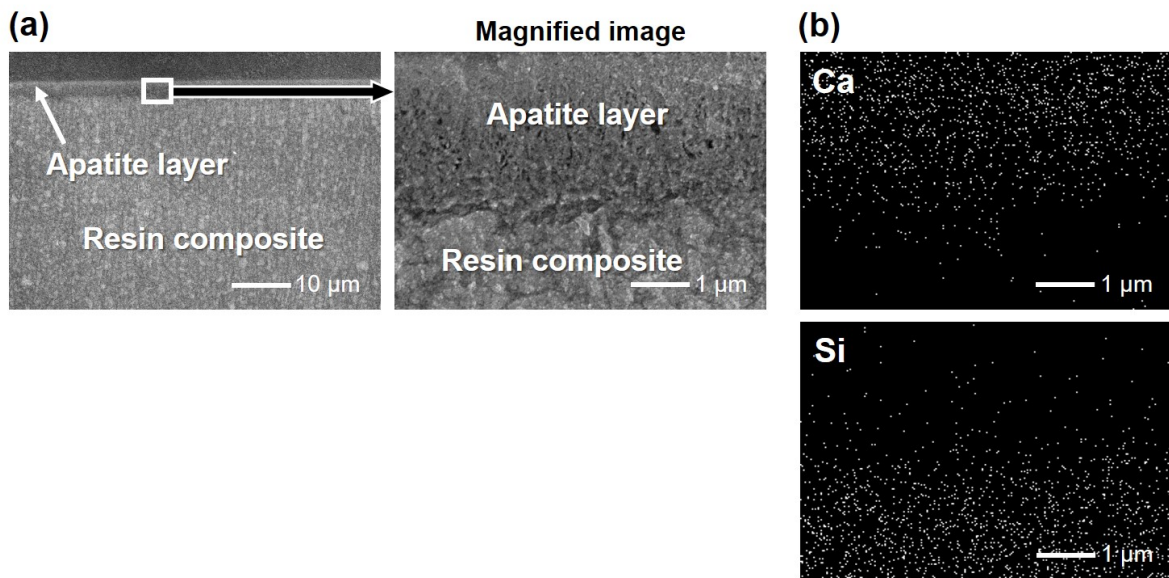 (a)
Magnified image
Apatite layer
Resin composite
10 μm
Apatite layer
Resin composite
1 μm
(b)
Ca
1 μm
Si
1 μm